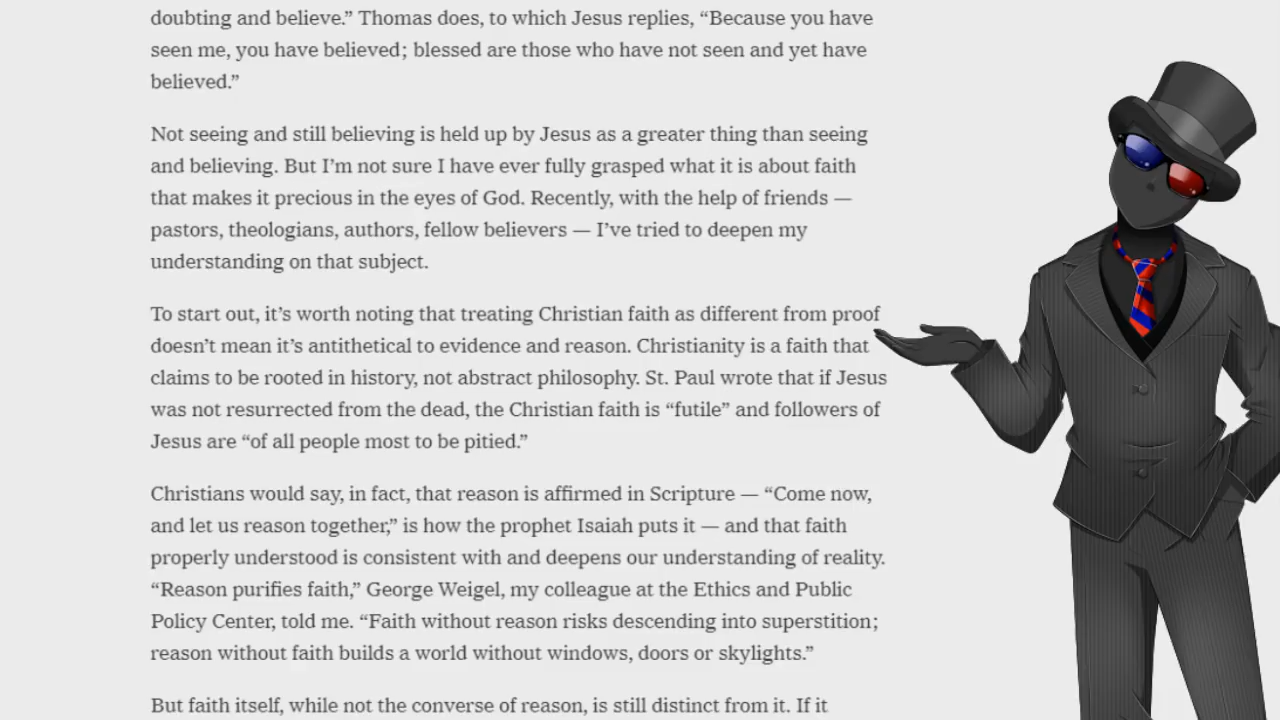 doubting and believe.” Thomas does, to which Jesus replies, “Because you have
seen me, you have believed; blessed are those who have not seen and yet have
believed.”
Not seeing and still believing is held up by Jesus as a greater thing than seeing
and believing. But I’m not sure I have ever fully grasped what it is about faith
that makes it precious in the eyes of God. Recently, with the help of friends —
pastors, theologians, authors, fellow believers — I’ve tried to deepen my
understanding on that subject.
To start out, it’s worth noting that treating Christian faith as different from proof
doesn’t mean it’s antithetical to evidence and reason. Christianity is a faith that
claims to be rooted in history, not abstract philosophy. St. Paul wrote that if Jesus
was not resurrected from the dead, the Christian faith is “futile” and followers of
Jesus are “of all people most to be pitied.”
Christians would say, in fact, that reason is affirmed in Scripture — “Come now,
and let us reason together,” is how the prophet Isaiah puts it — and that faith
properly understood is consistent with and deepens our understanding of reality.
“Reason purifies faith,” George Weigel, my colleague at the Ethics and Public
Policy Center, told me. “Faith without reason risks descending into superstition;
reason without faith builds a world without windows, doors or skylights.”
But faith itself, while not the converse of reason, is still distinct from it. If it